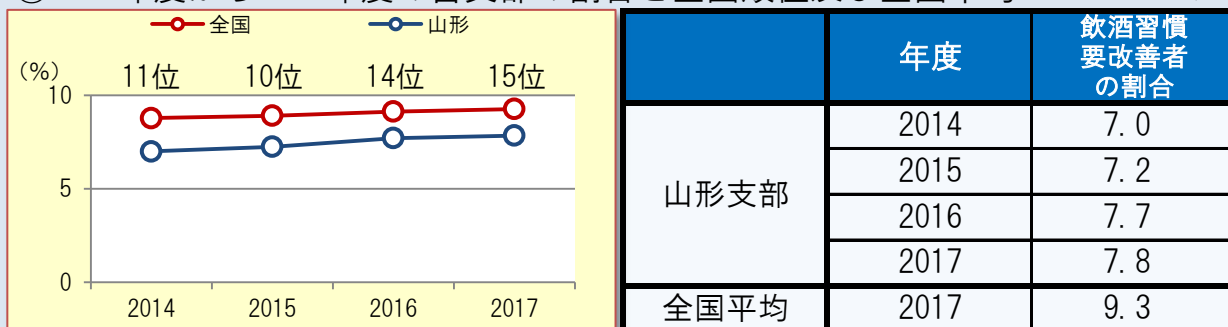 全国 山形
(%) 11位 10位 14位 15位
10
5
0
2014 2015 2016 2017
年度 飲酒習慣
要改善者
の割合
山形支部
2014 7.0
2015 7.2
2016 7.7
2017 7.8
全国平均 2017 9.3